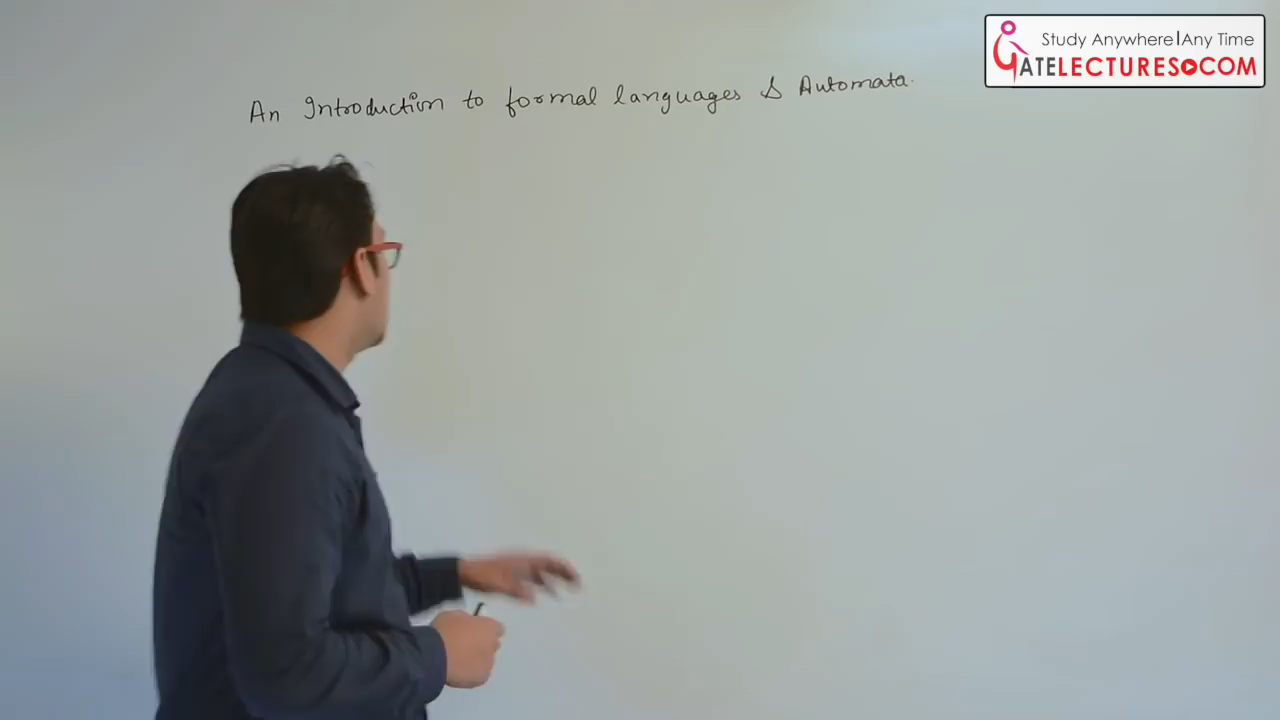 Study Anywhere|Any Time
GATELECTURES.COM
An Introduction to formal languages & Automata.